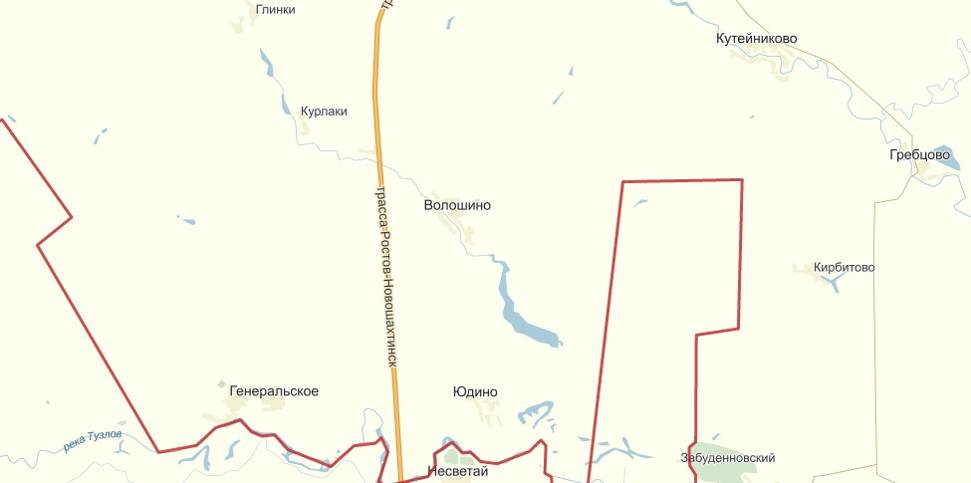 Глинки
Кутейниково
Курлаки
Гребцово
Волошино
трасса Ростов-Новошахтинск
Кирбитово
Генеральское
Юдино
река Тузлов
Забуденновский
Несветай